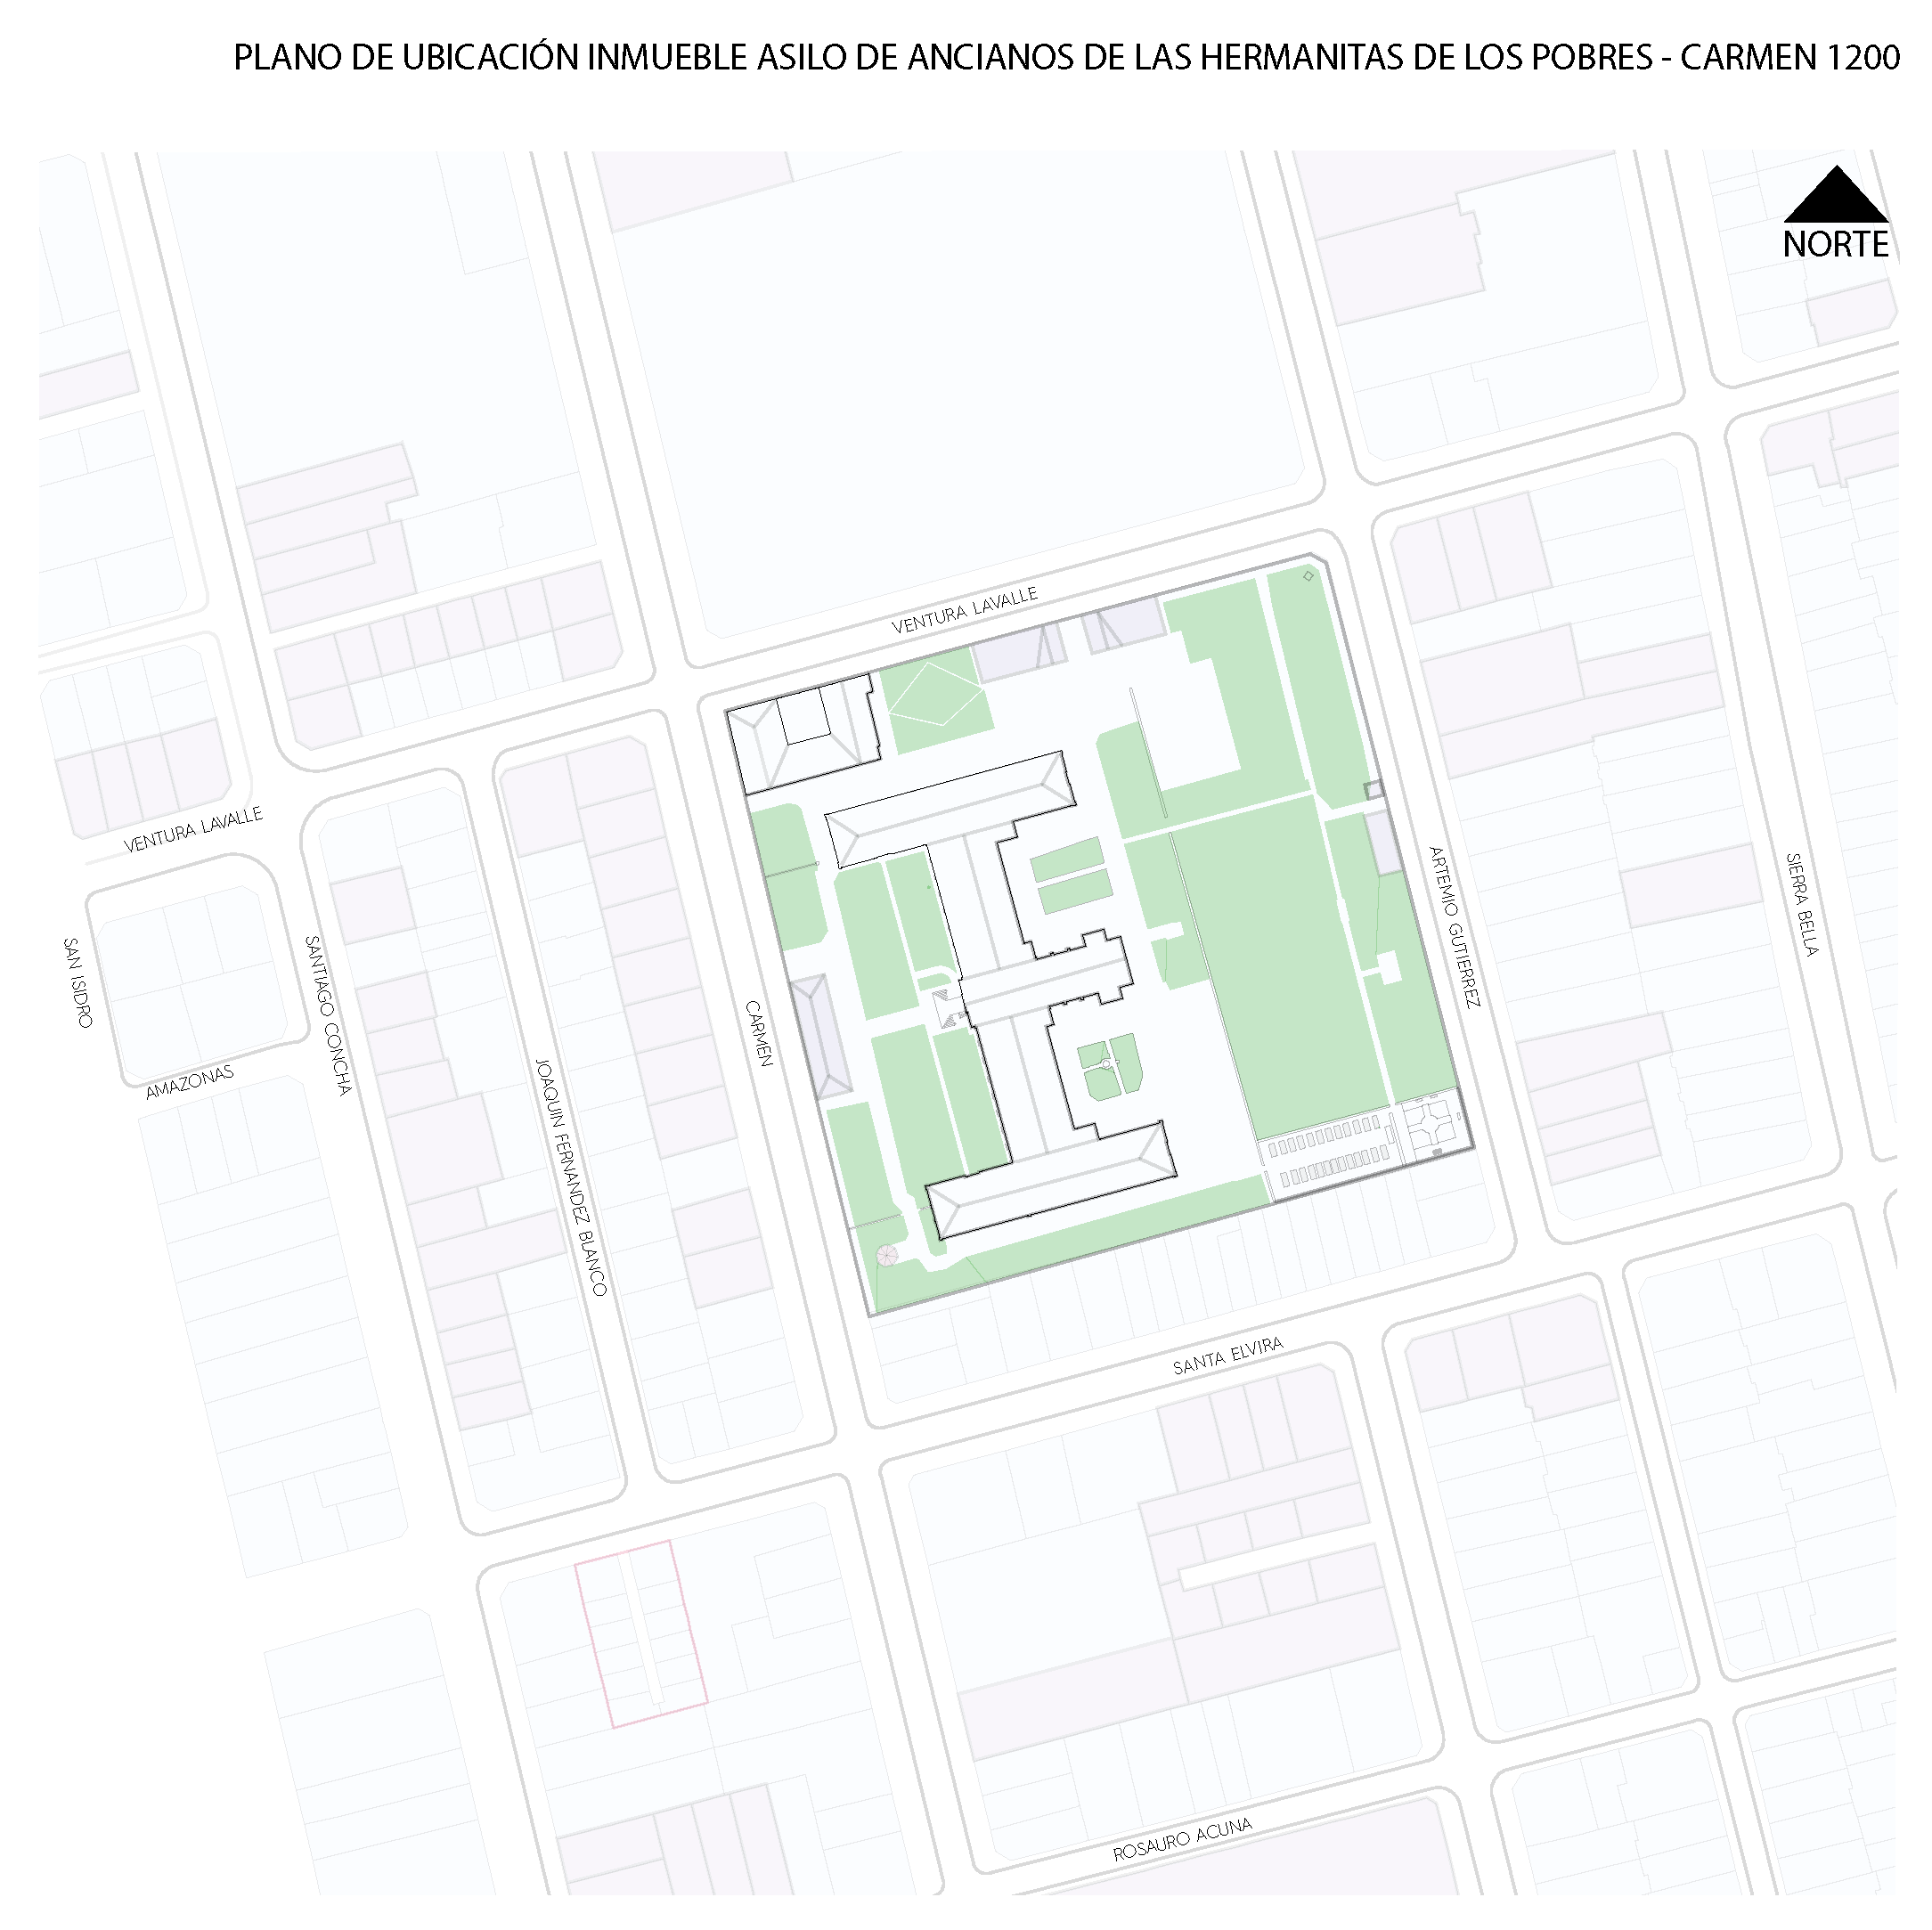 PLANO DE UBICACIÓN INMUEBLE ASILO DE ANCIANOS DE LAS HERMANITAS DE LOS POBRES - CARMEN 1200
NORTE
VENTURA LAVALLE
VENTURA LAVALLE
SAN ISIDRO
SANTIAGO CONCHA
AMAZONAS
JOAQUIN FERNANDEZ BLANCO
CARMEN
ARTEMIO GUTIERREZ
SIERRA BELLA
SANTA ELVIRA
ROSAURO ACUNA